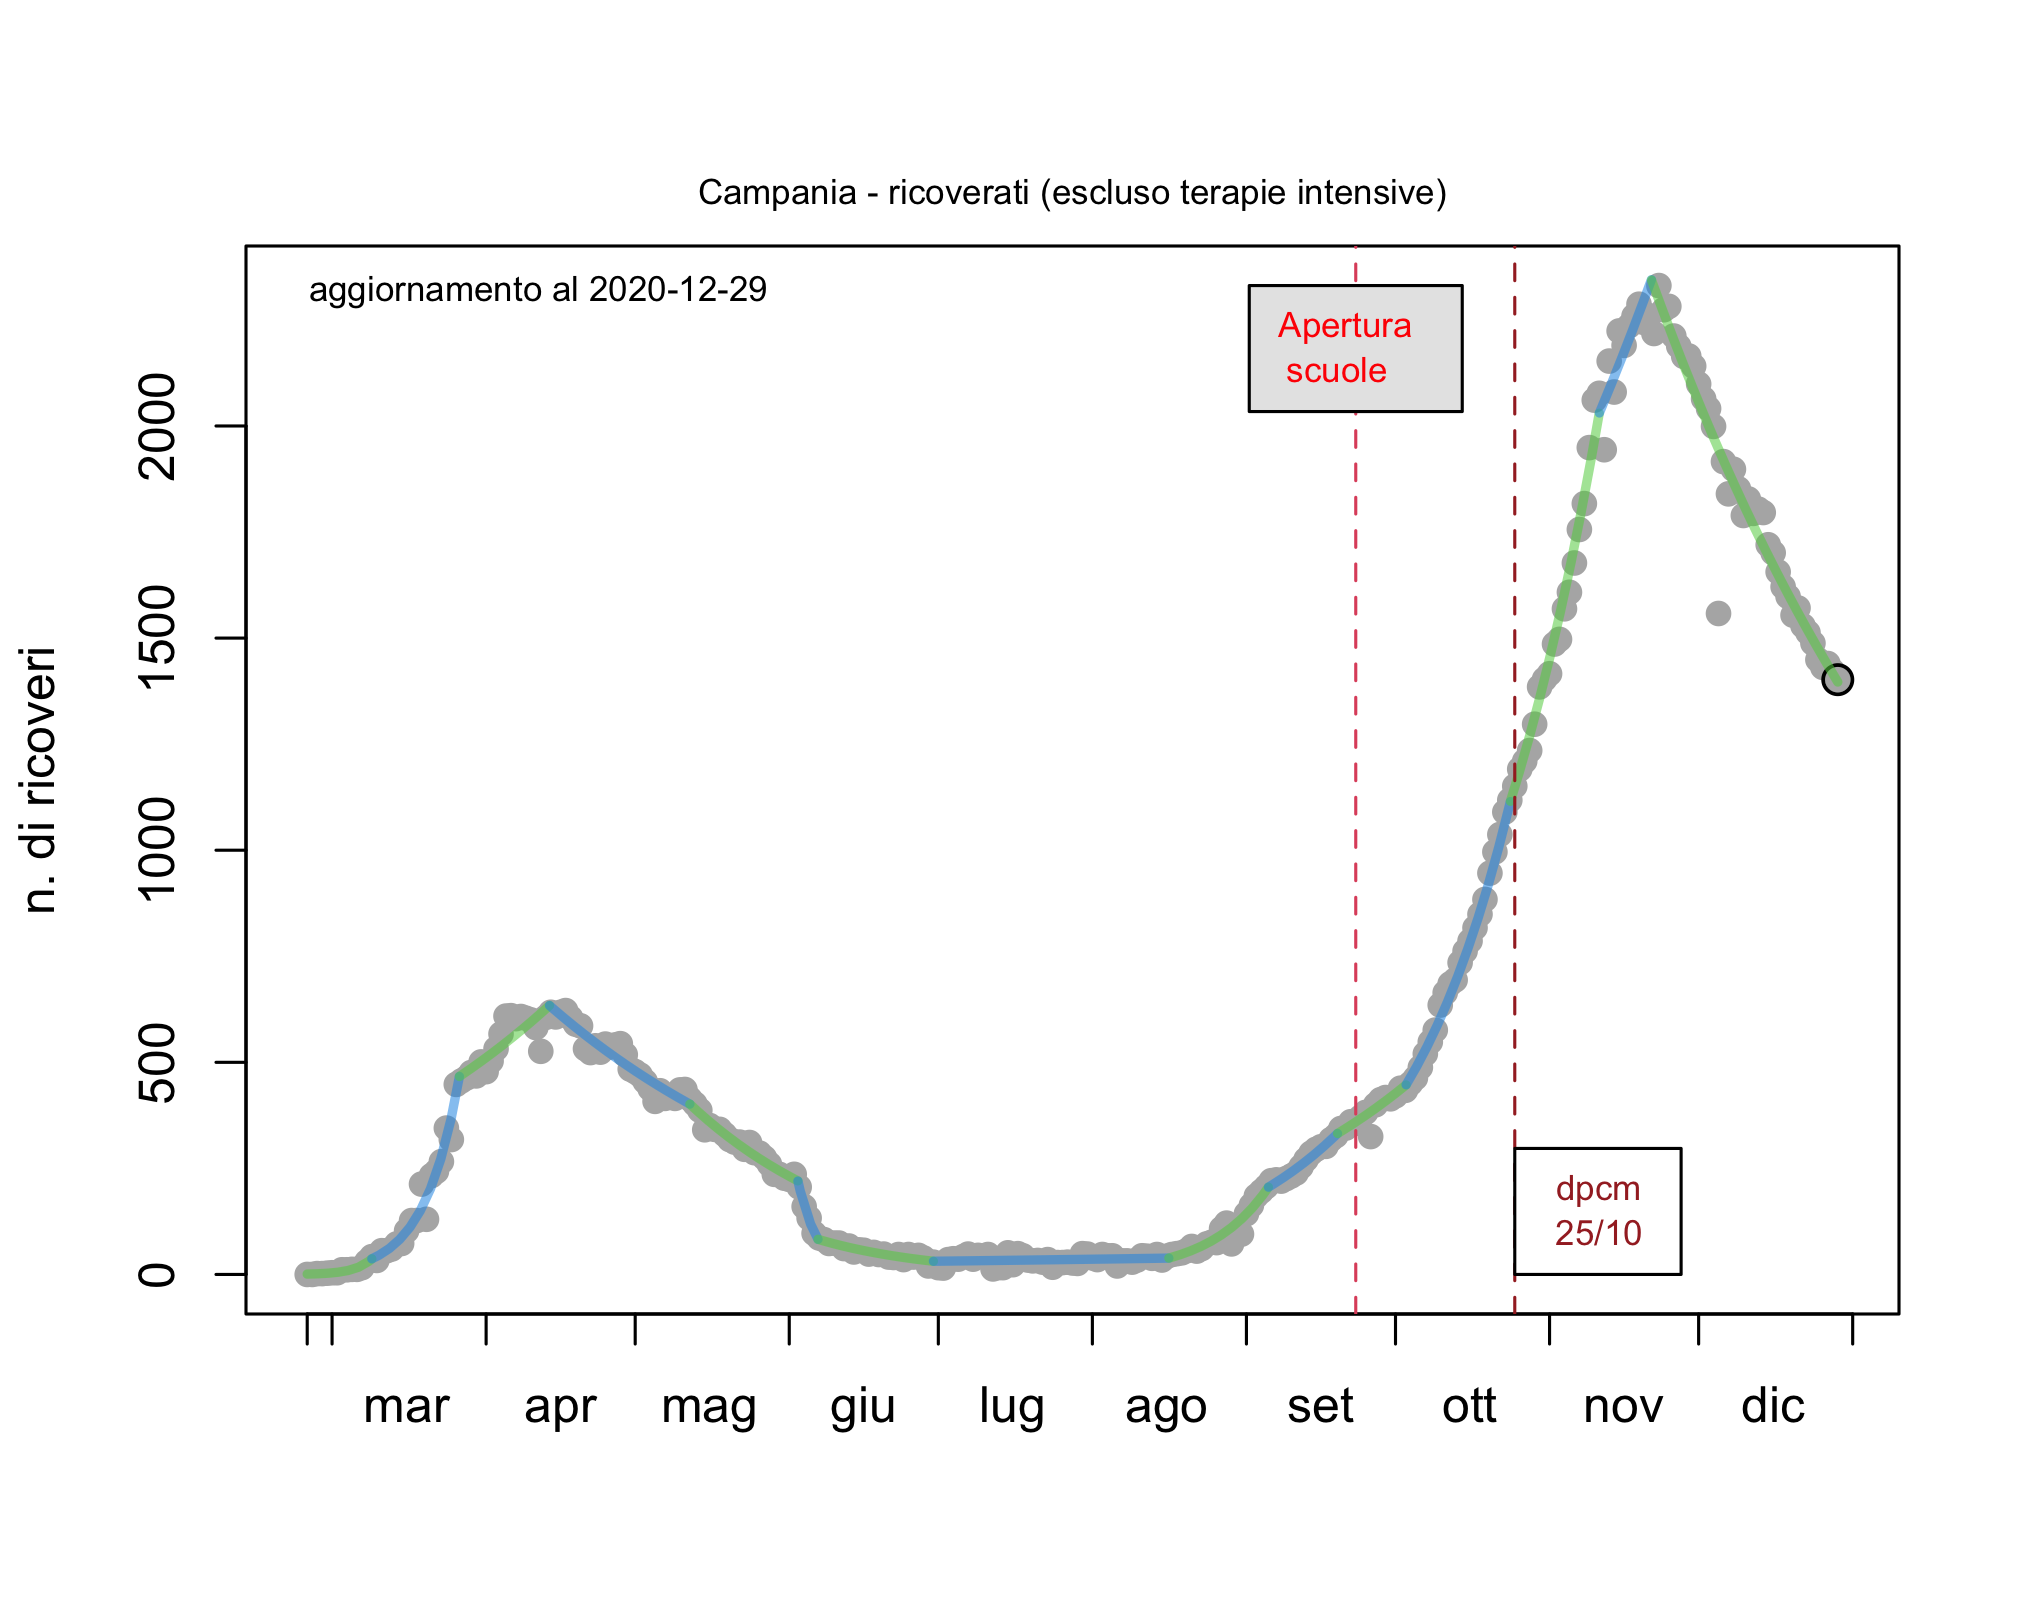 Campania - ricoverati (escluso terapie intensive)
aggiornamento al 2020-12-29
Apertura
scuole
dpcm
25/10
n. di ricoveri
2000
1500
1000
500
0
mar apr mag giu lug ago set ott nov dic